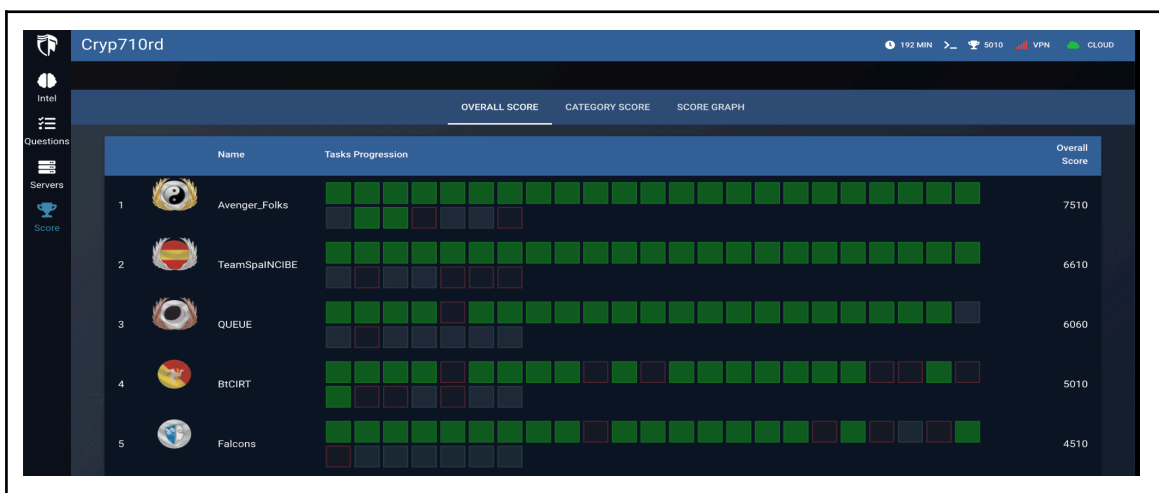 Cryp710rd
192 MIN >_ 5010 VPN CLOUD
Intel
Questions
Servers
Score
OVERALL SCORE CATEGORY SCORE SCORE GRAPH
Name Tasks Progression Overall Score
1 Avenger_Folks 7510
2 TeamSpaINCIBE 6610
3 QUEUE 6060
4 BtCIRT 5010
5 Falcons 4510